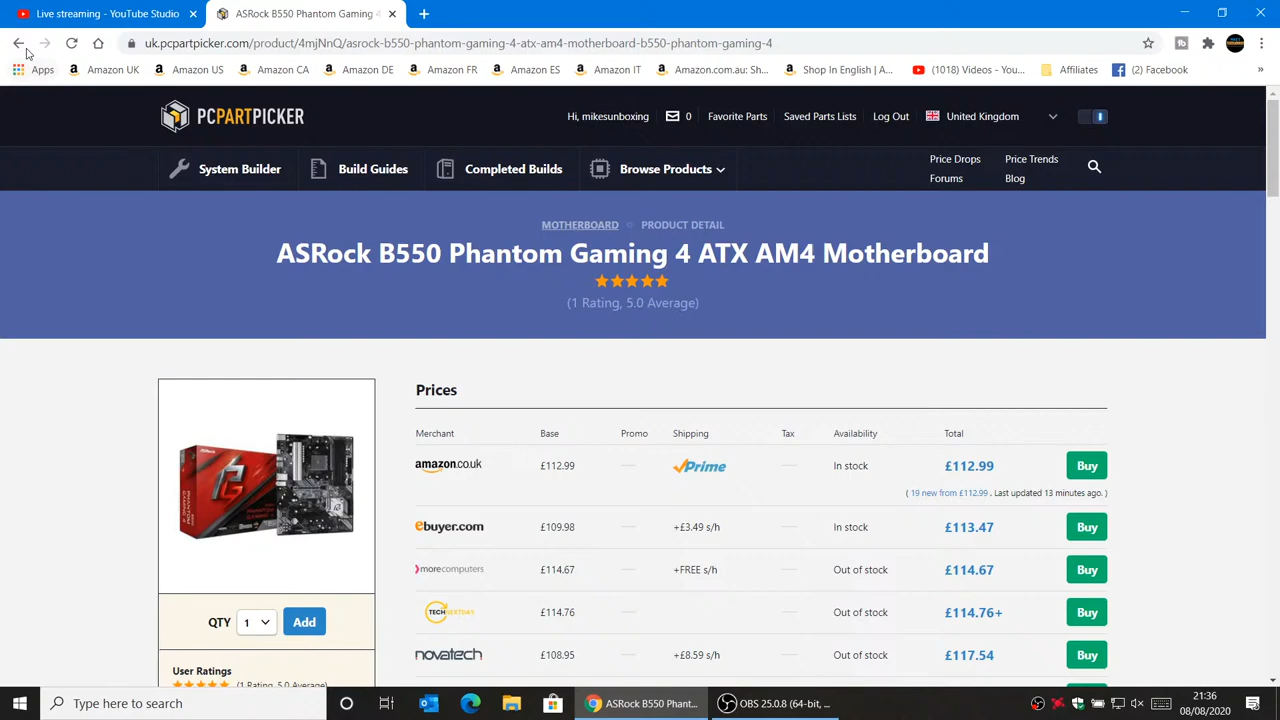 Live streaming - YouTube Studio
ASRock B550 Phantom Gaming 4
uk.pcpartpicker.com/product/4mjNnQ/asrock-b550-phantom-gaming-4-atx-am4-motherboard-b550-phantom-gaming-4
Apps
Amazon UK
Amazon US
Amazon CA
Amazon DE
Amazon FR
Amazon ES
Amazon IT
Amazon.com.au: Sh...
Shop In English | A...
(1018) Videos - You...
Affiliates
(2) Facebook
»
PCPARTPICKER
Hi, mikesunboxing
0
Favorite Parts
Saved Parts Lists
Log Out
United Kingdom
System Builder
Build Guides
Completed Builds
Browse Products
Price Drops
Price Trends
Forums
Blog
MOTHERBOARD
PRODUCT DETAIL
ASRock B550 Phantom Gaming 4 ATX AM4 Motherboard
(1 Rating, 5.0 Average)
Prices
Merchant Base Promo Shipping Tax Availability Total
amazon.co.uk £112.99 — Prime — In stock £112.99 Buy
( 19 new from £112.99 . Last updated 13 minutes ago. )
ebuyer.com £109.98 — +£3.49 s/h — In stock £113.47 Buy
morecomputers £114.67 — +FREE s/h — Out of stock £114.67 Buy
TECHNEXTDAY £114.76 — — Out of stock £114.76+ Buy
novatech £108.95 — +£8.59 s/h — Out of stock £117.54 Buy
QTY 1 Add
User Ratings
(1 Rating, 5.0 Average)
Type here to search
ASRock B550 Phant...
OBS 25.0.8 (64-bit, ...
21:36
08/08/2020